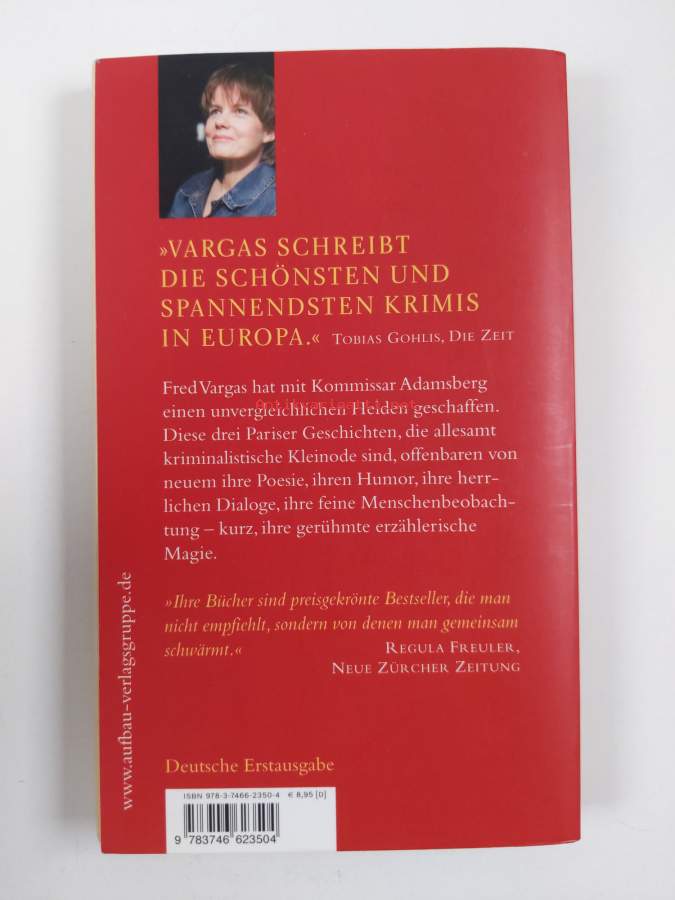 »VARGAS SCHREIBT
DIE SCHÖNSTEN UND
SPANNENDSTEN KRIMIS
IN EUROPA.« TOBIAS GOHLIS, DIE ZEIT
Fred Vargas hat mit Kommissar Adamsberg
Antikvariaatti.net
einen unvergleichlichen Helden geschaffen.
Diese drei Pariser Geschichten, die allesamt
kriminalistische Kleinode sind, offenbaren von
neuem ihre Poesie, ihren Humor, ihre herr-
lichen Dialoge, ihre feine Menschenbeobach-
tung – kurz, ihre gerühmte erzählerische
Magie.
»Ihre Bücher sind preisgekrönte Bestseller, die man
nicht empfiehlt, sondern von denen man gemeinsam
schwärmt.« REGULA FREULER,
NEUE ZÜRCHER ZEITUNG
www.aufbau-verlagsgruppe.de
Deutsche Erstausgabe
ISBN 978-3-7466-2350-4 € 8,95 [D]
9 783746 623504